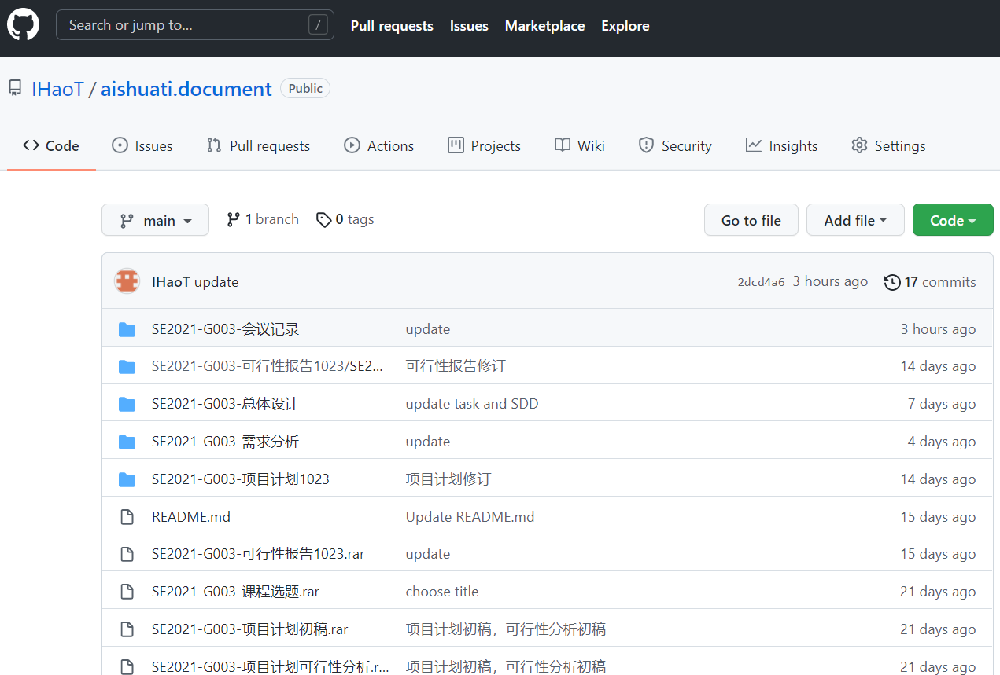 Search or jump to... / Pull requests Issues Marketplace Explore
IHaoT / aishuati.document Public
Code Issues Pull requests Actions Projects Wiki Security Insights Settings
main 1 branch 0 tags Go to file Add file Code
IHaoT update 2dcd4a6 3 hours ago 17 commits
SE2021-G003-会议记录 update 3 hours ago
SE2021-G003-可行性报告1023/SE2... 可行性报告修订 14 days ago
SE2021-G003-总体设计 update task and SDD 7 days ago
SE2021-G003-需求分析 update 4 days ago
SE2021-G003-项目计划1023 项目计划修订 14 days ago
README.md Update README.md 15 days ago
SE2021-G003-可行性报告1023.rar update 15 days ago
SE2021-G003-课程选题.rar choose title 21 days ago
SE2021-G003-项目计划初稿.rar 项目计划初稿，可行性分析初稿 21 days ago
SE2021-G003-项目计划可行性分析.r... 项目计划初稿，可行性分析初稿 21 days ago